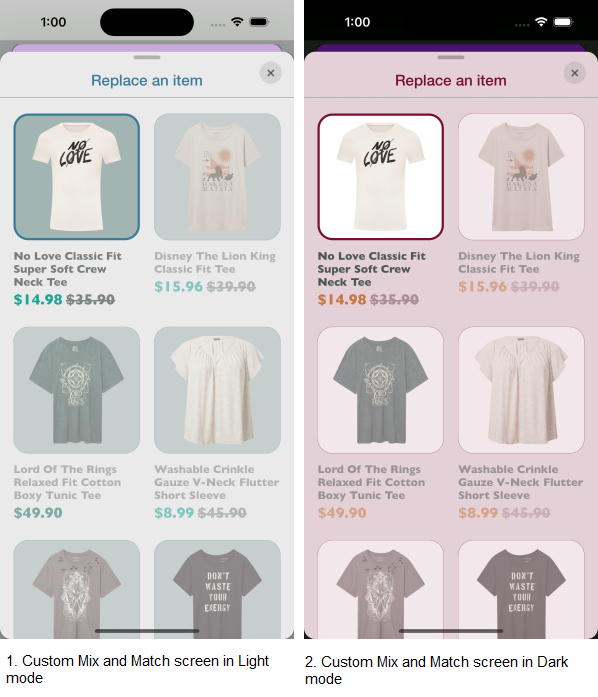 1:00
Replace an item
NO
LOVE
HAKUNA
MATATA
No Love Classic Fit
Super Soft Crew
Neck Tee
$14.98 $35.90
Disney The Lion King
Classic Fit Tee
$15.96 $39.90
Lord Of The Rings
Relaxed Fit Cotton
Boxy Tunic Tee
$49.90
Washable Crinkle
Gauze V-Neck Flutter
Short Sleeve
$8.99 $45.90
DON'T
WASTE
YOUR
ENERGY
1. Custom Mix and Match screen in Light
mode
1:00
Replace an item
NO
LOVE
HAKUNA
MATATA
No Love Classic Fit
Super Soft Crew
Neck Tee
$14.98 $35.90
Disney The Lion King
Classic Fit Tee
$15.96 $39.90
Lord Of The Rings
Relaxed Fit Cotton
Boxy Tunic Tee
$49.90
Washable Crinkle
Gauze V-Neck Flutter
Short Sleeve
$8.99 $45.90
DON'T
WASTE
YOUR
ENERGY
2. Custom Mix and Match screen in Dark
mode